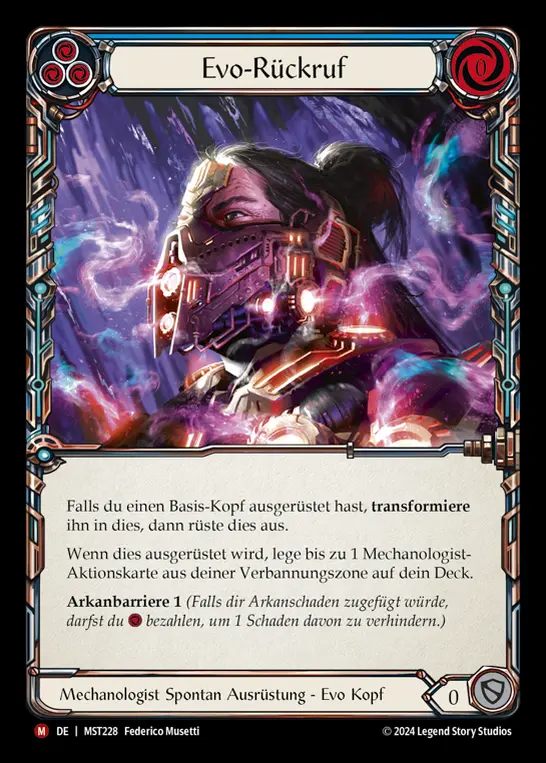 Evo-Rückruf
0
Falls du einen Basis-Kopf ausgerüstet hast, transformiere
ihn in dies, dann rüste dies aus.
Wenn dies ausgerüstet wird, lege bis zu 1 Mechanologist-
Aktionskarte aus deiner Verbannungszone auf dein Deck.
Arkanbarriere 1 (Falls dir Arkanschaden zugefügt würde,
darfst du bezahlen, um 1 Schaden davon zu verhindern.)
Mechanologist Spontan Ausrüstung - Evo Kopf
0
M DE | MST228 Federico Musetti
© 2024 Legend Story Studios